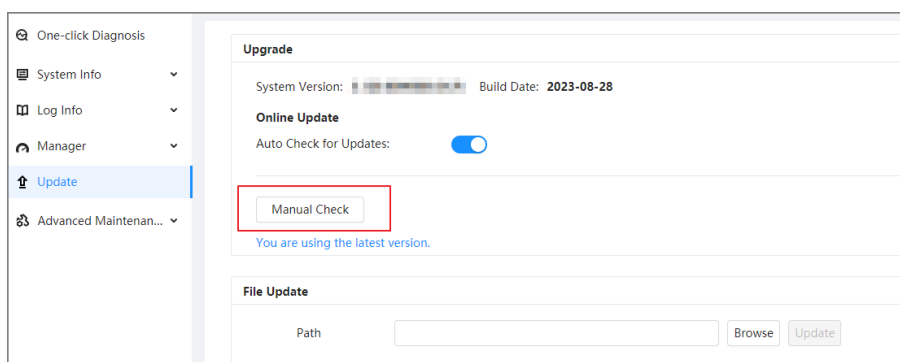 One-click Diagnosis
System Info
Log Info
Manager
Update
Advanced Maintenan...
Upgrade
System Version: Build Date: 2023-08-28
Online Update
Auto Check for Updates:
Manual Check
You are using the latest version.
File Update
Path Browse Update